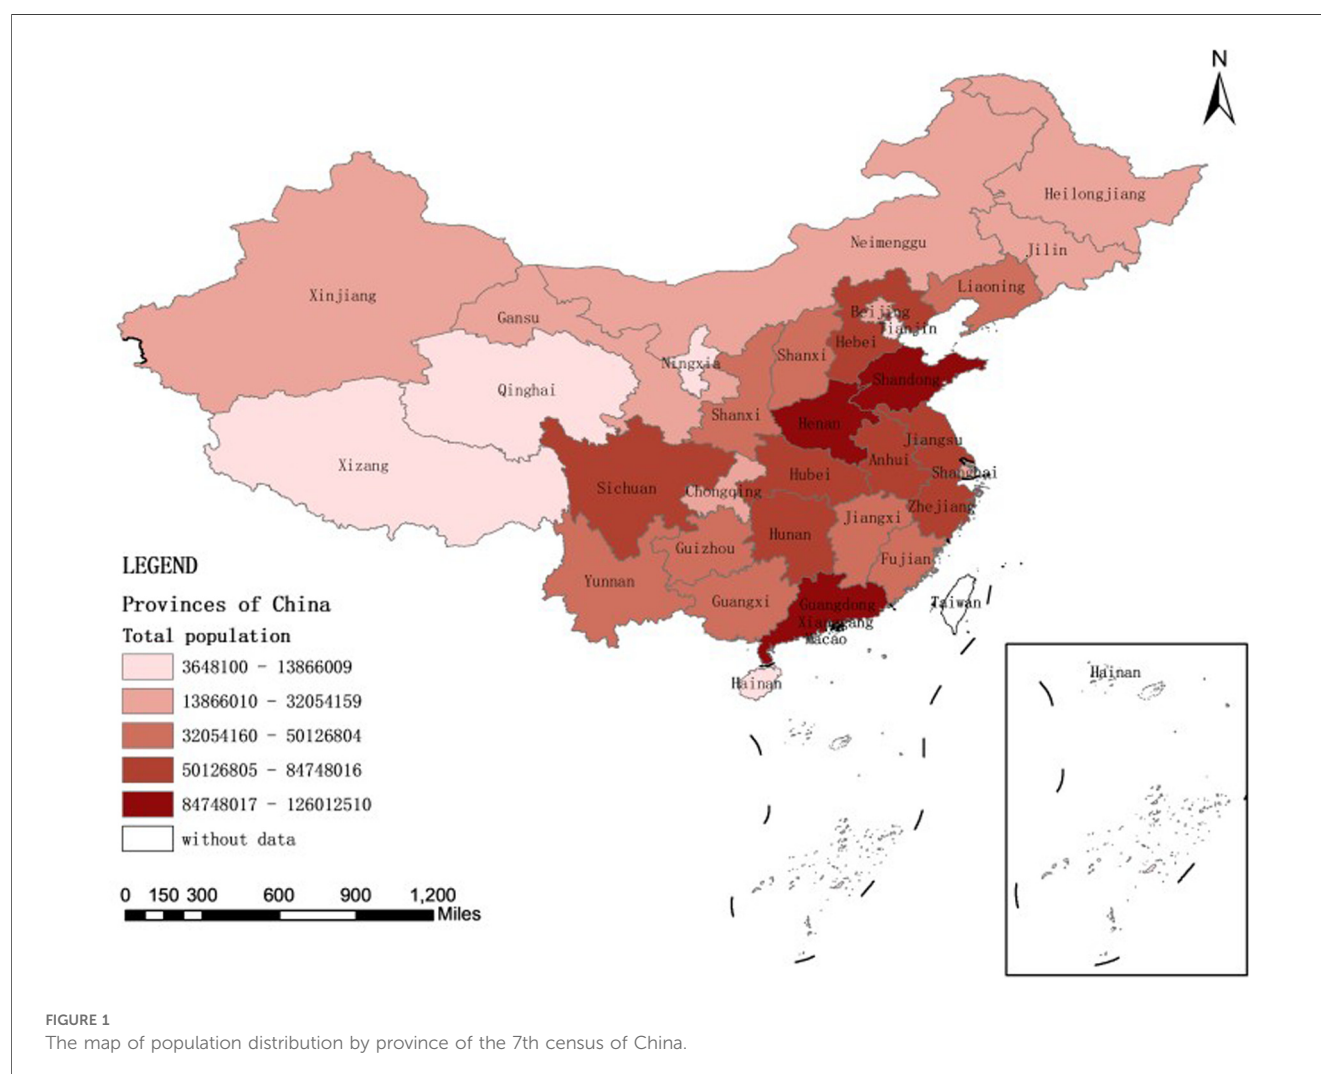 N
Heilongjiang
Neimenggu
Jilin
Xinjiang
Gansu
Liaoning
Beijing
Tianjin
Hebei
Shanxi
Ningxia
Qinghai
Shandong
Shanxi
Henan
Jiangsu
Xizang
Anhui
Shanghai
Hubei
Sichuan
Chongqing
Zhejiang
Jiangxi
Hunan
Guizhou
Fujian
Yunnan
Guangxi
Guangdong
Taiwan
Xianggang
Macao
Hainan
Hainan
LEGEND
Provinces of China
Total population
3648100 - 13866009
13866010 - 32054159
32054160 - 50126804
50126805 - 84748016
84748017 - 126012510
without data
0 150 300 600 900 1,200
Miles
FIGURE 1
The map of population distribution by province of the 7th census of China.